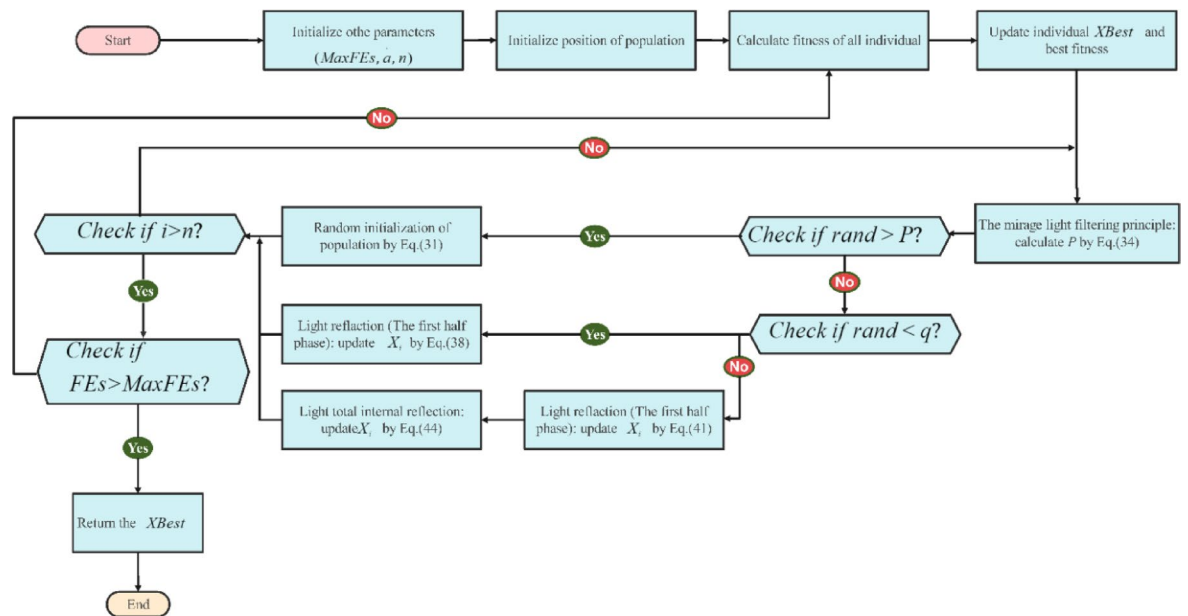 Start
Initialize othe parameters
(MaxFEs, a, n)
Initialize position of population
Calculate fitness of all individual
Update individual XBest and
best fitness
No
No
Check if i>n?
Random initialization of
population by Eq.(31)
Yes
Check if rand > P?
The mirage light filtering principle:
calculate P by Eq.(34)
Yes
No
Check if
FEs>MaxFEs?
Light reflaction (The first half
phase): update X_i by Eq.(38)
Yes
Check if rand < q?
No
Light total internal reflection:
updateX_i by Eq.(44)
Light reflaction (The first half
phase): update X_i by Eq.(41)
Yes
Return the XBest
End